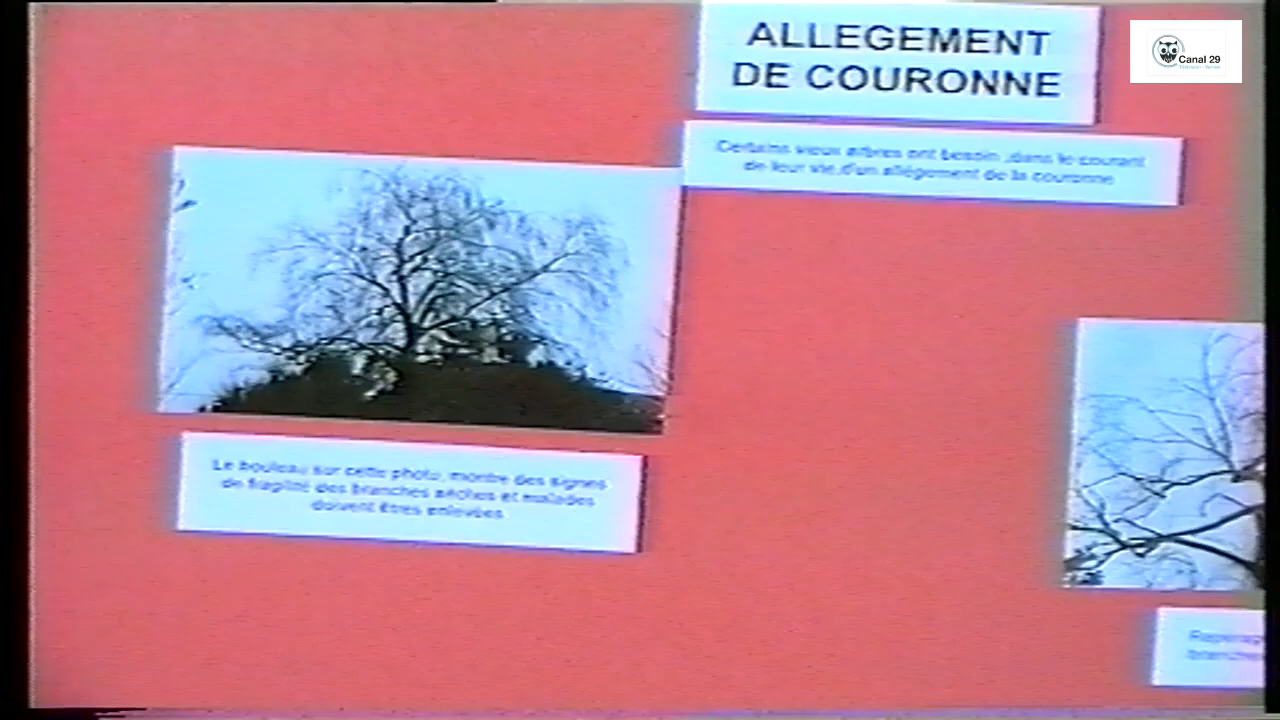 ALLEGEMENT
DE COURONNE
Canal 29
Certains vieux arbres ont besoin ,dans le courant
de leur vie,d'un allégement de la couronne
Le bouleau sur cette photo, montre des signes
de fragilité des branches sèches et malades
doivent êtres enlevées
branches